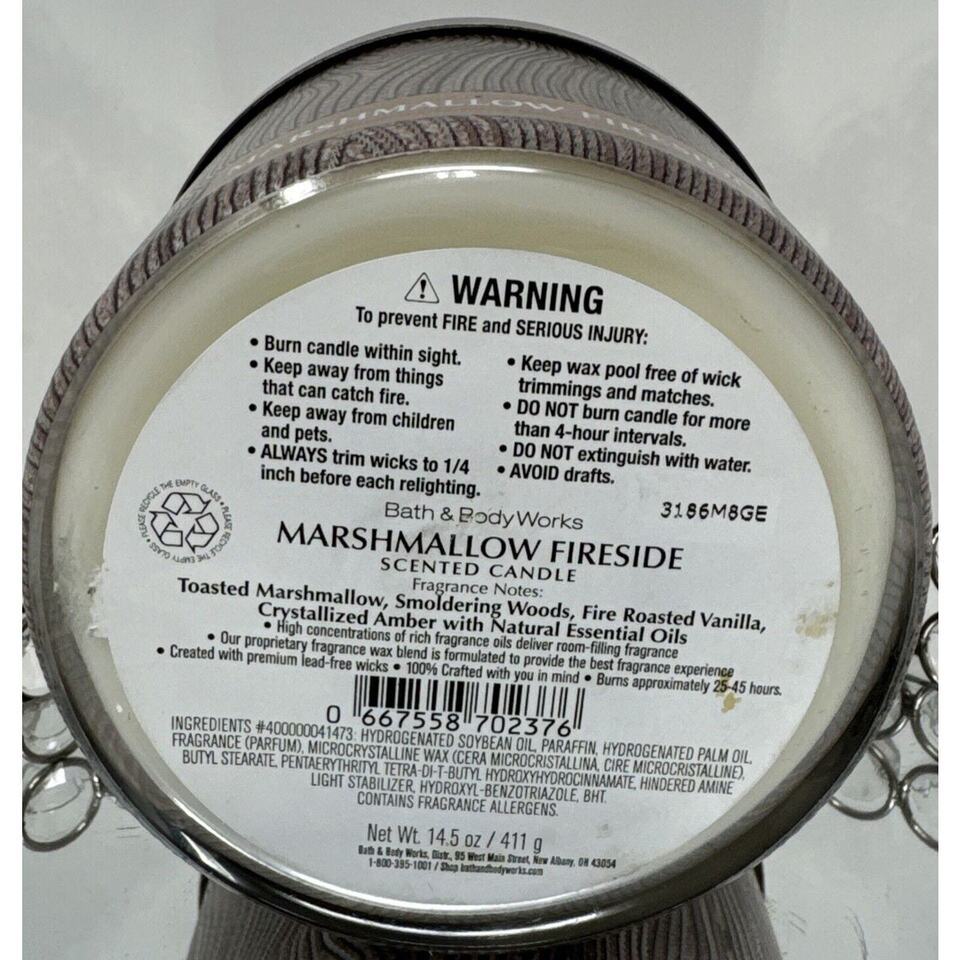 MARSHMALLOW FIRESIDE
WARNING
To prevent FIRE and SERIOUS INJURY:
• Burn candle within sight.
• Keep away from things
that can catch fire.
• Keep away from children
and pets.
• ALWAYS trim wicks to 1/4
inch before each relighting.
• Keep wax pool free of wick
trimmings and matches.
• DO NOT burn candle for more
than 4-hour intervals.
• DO NOT extinguish with water.
• AVOID drafts.
• PLEASE RECYCLE THE EMPTY GLASS • PLEASE RECYCLE THE EMPTY GLASS
3186M8GE
Bath & Body Works
MARSHMALLOW FIRESIDE
SCENTED CANDLE
Fragrance Notes:
Toasted Marshmallow, Smoldering Woods, Fire Roasted Vanilla,
Crystallized Amber with Natural Essential Oils
• High concentrations of rich fragrance oils deliver room-filling fragrance
• Our proprietary fragrance wax blend is formulated to provide the best fragrance experience
• Created with premium lead-free wicks • 100% Crafted with you in mind • Burns approximately 25-45 hours.
0 667558 702376
INGREDIENTS #400000041473: HYDROGENATED SOYBEAN OIL, PARAFFIN, HYDROGENATED PALM OIL,
FRAGRANCE (PARFUM), MICROCRYSTALLINE WAX (CERA MICROCRISTALLINA, CIRE MICROCRISTALLINE),
BUTYL STEARATE, PENTAERYTHRITYL TETRA-DI-T-BUTYL HYDROXYHYDROCINNAMATE, HINDERED AMINE
LIGHT STABILIZER, HYDROXYL-BENZOTRIAZOLE, BHT.
CONTAINS FRAGRANCE ALLERGENS.
Net Wt. 14.5 oz / 411 g
Bath & Body Works, Distr., 95 West Main Street, New Albany, OH 43054
1-800-395-1001 / Shop bathandbodyworks.com